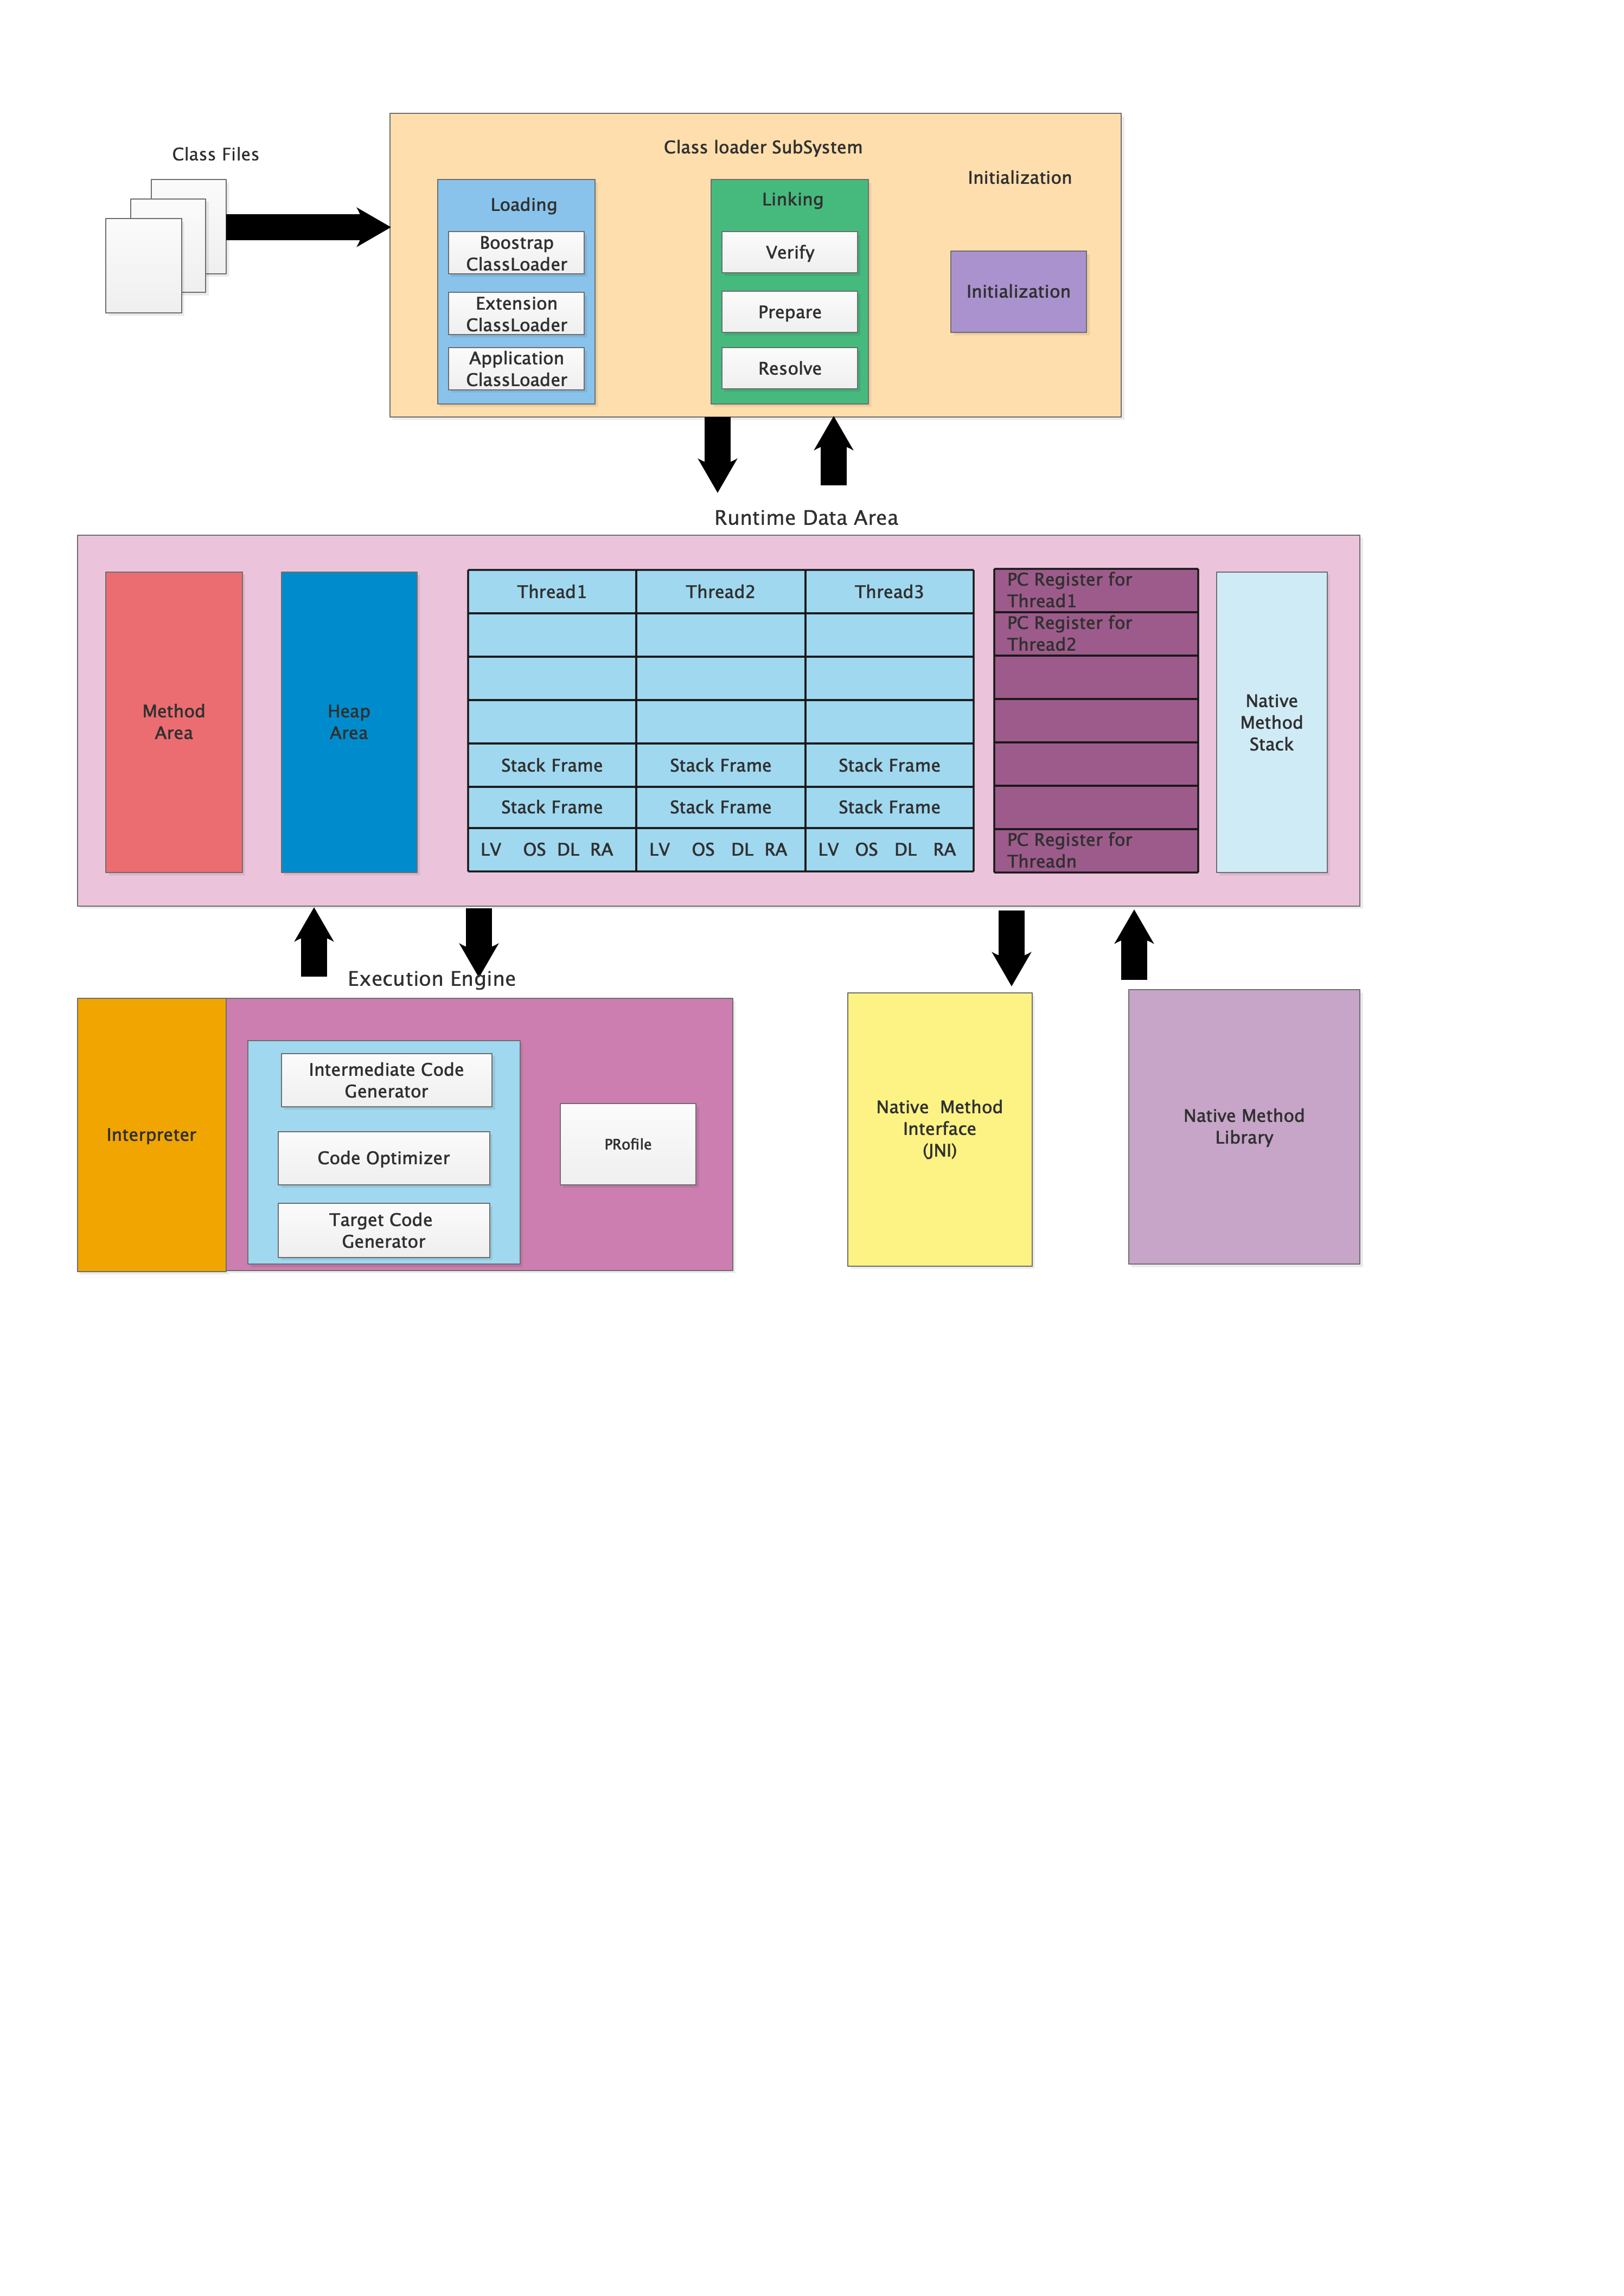 Class Files
Class loader SubSystem
Initialization
Loading
Boostrap
ClassLoader
Extension
ClassLoader
Application
ClassLoader
Linking
Verify
Prepare
Resolve
Initialization
Runtime Data Area
Method
Area
Heap
Area
Thread1 Thread2 Thread3
Stack Frame Stack Frame Stack Frame
Stack Frame Stack Frame Stack Frame
LV OS DL RA LV OS DL RA LV OS DL RA
PC Register for
Thread1
PC Register for
Thread2
PC Register for
Threadn
Native
Method
Stack
Execution Engine
Interpreter
Intermediate Code
Generator
Code Optimizer
Target Code
Generator
PRofile
Native Method
Interface
(JNI)
Native Method
Library